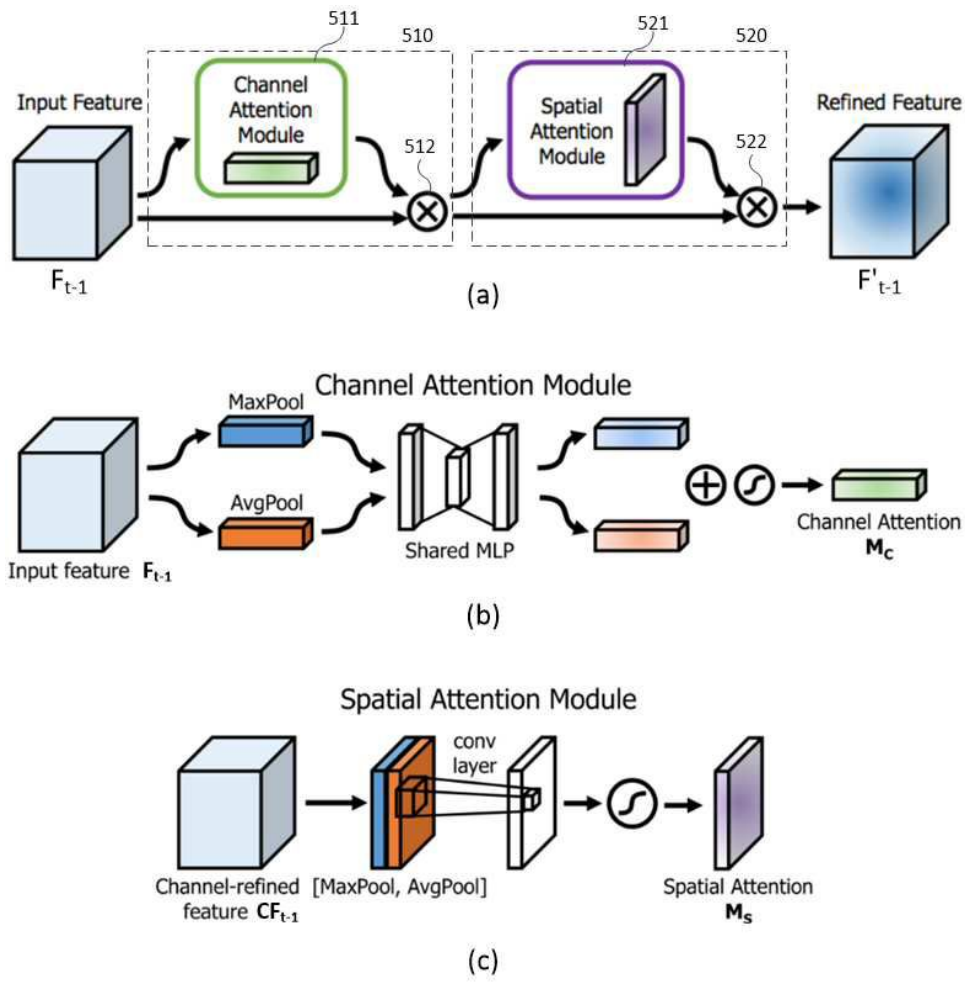 511
510
521
520
Input Feature
Channel
Attention
Module
512
Spatial
Attention
Module
522
Refined Feature
Fₜ₋₁
F'ₜ₋₁
(a)
Channel Attention Module
MaxPool
AvgPool
Shared MLP
Channel Attention
M_C
Input feature Fₜ₋₁
(b)
Spatial Attention Module
conv
layer
Channel-refined
feature CFₜ₋₁
[MaxPool, AvgPool]
Spatial Attention
M_S
(c)